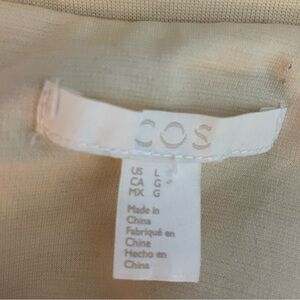 COS
US L
CA G
MX G
Made in
China
Fabriqué en
Chine
Hecho en
China